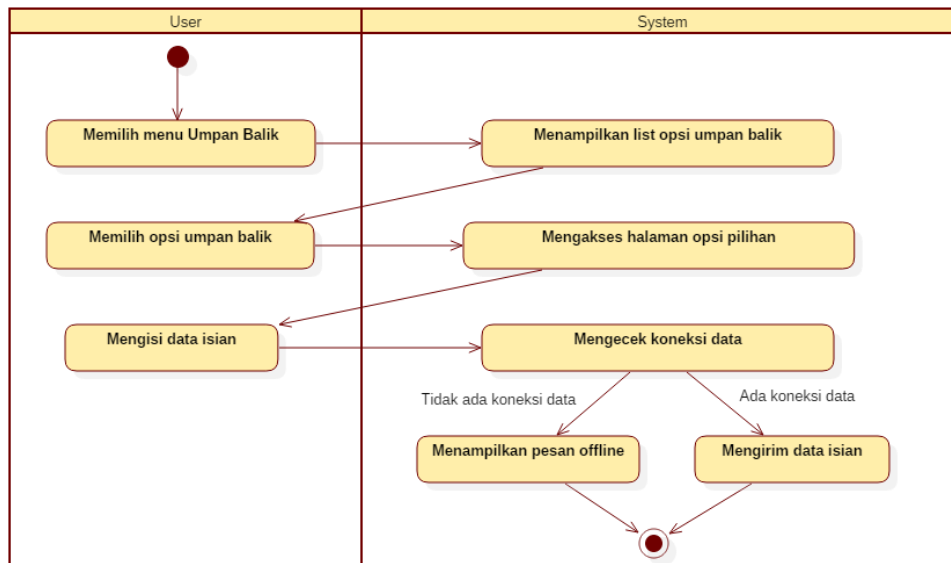 User
System
Memilih menu Umpan Balik
Menampilkan list opsi umpan balik
Memilih opsi umpan balik
Mengakses halaman opsi pilihan
Mengisi data isian
Mengecek koneksi data
Tidak ada koneksi data
Ada koneksi data
Menampilkan pesan offline
Mengirim data isian